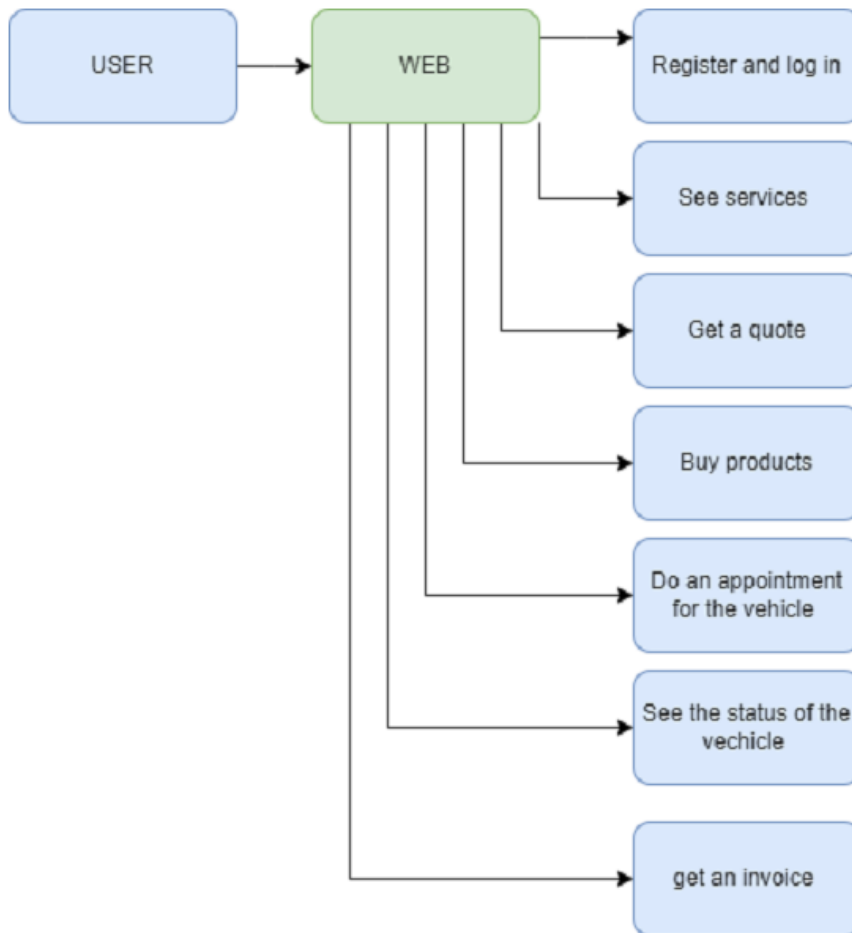 USER
WEB
Register and log in
See services
Get a quote
Buy products
Do an appointment
for the vehicle
See the status of the
vechicle
get an invoice